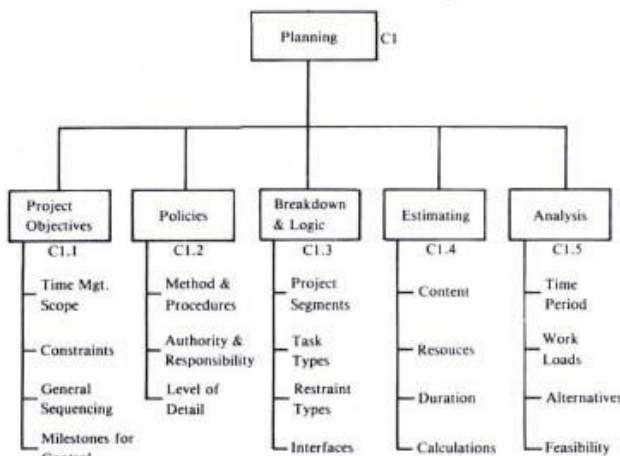 Planning
C1
Project
Objectives
C1.1
Time Mgt.
Scope
Constraints
General
Sequencing
Milestones for
Policies
C1.2
Method &
Procedures
Authority &
Responsibility
Level of
Detail
Breakdown
& Logic
C1.3
Project
Segments
Task
Types
Restraint
Types
Interfaces
Estimating
C1.4
Content
Resouces
Duration
Calculations
Analysis
C1.5
Time
Period
Work
Loads
Alternatives
Feasibility